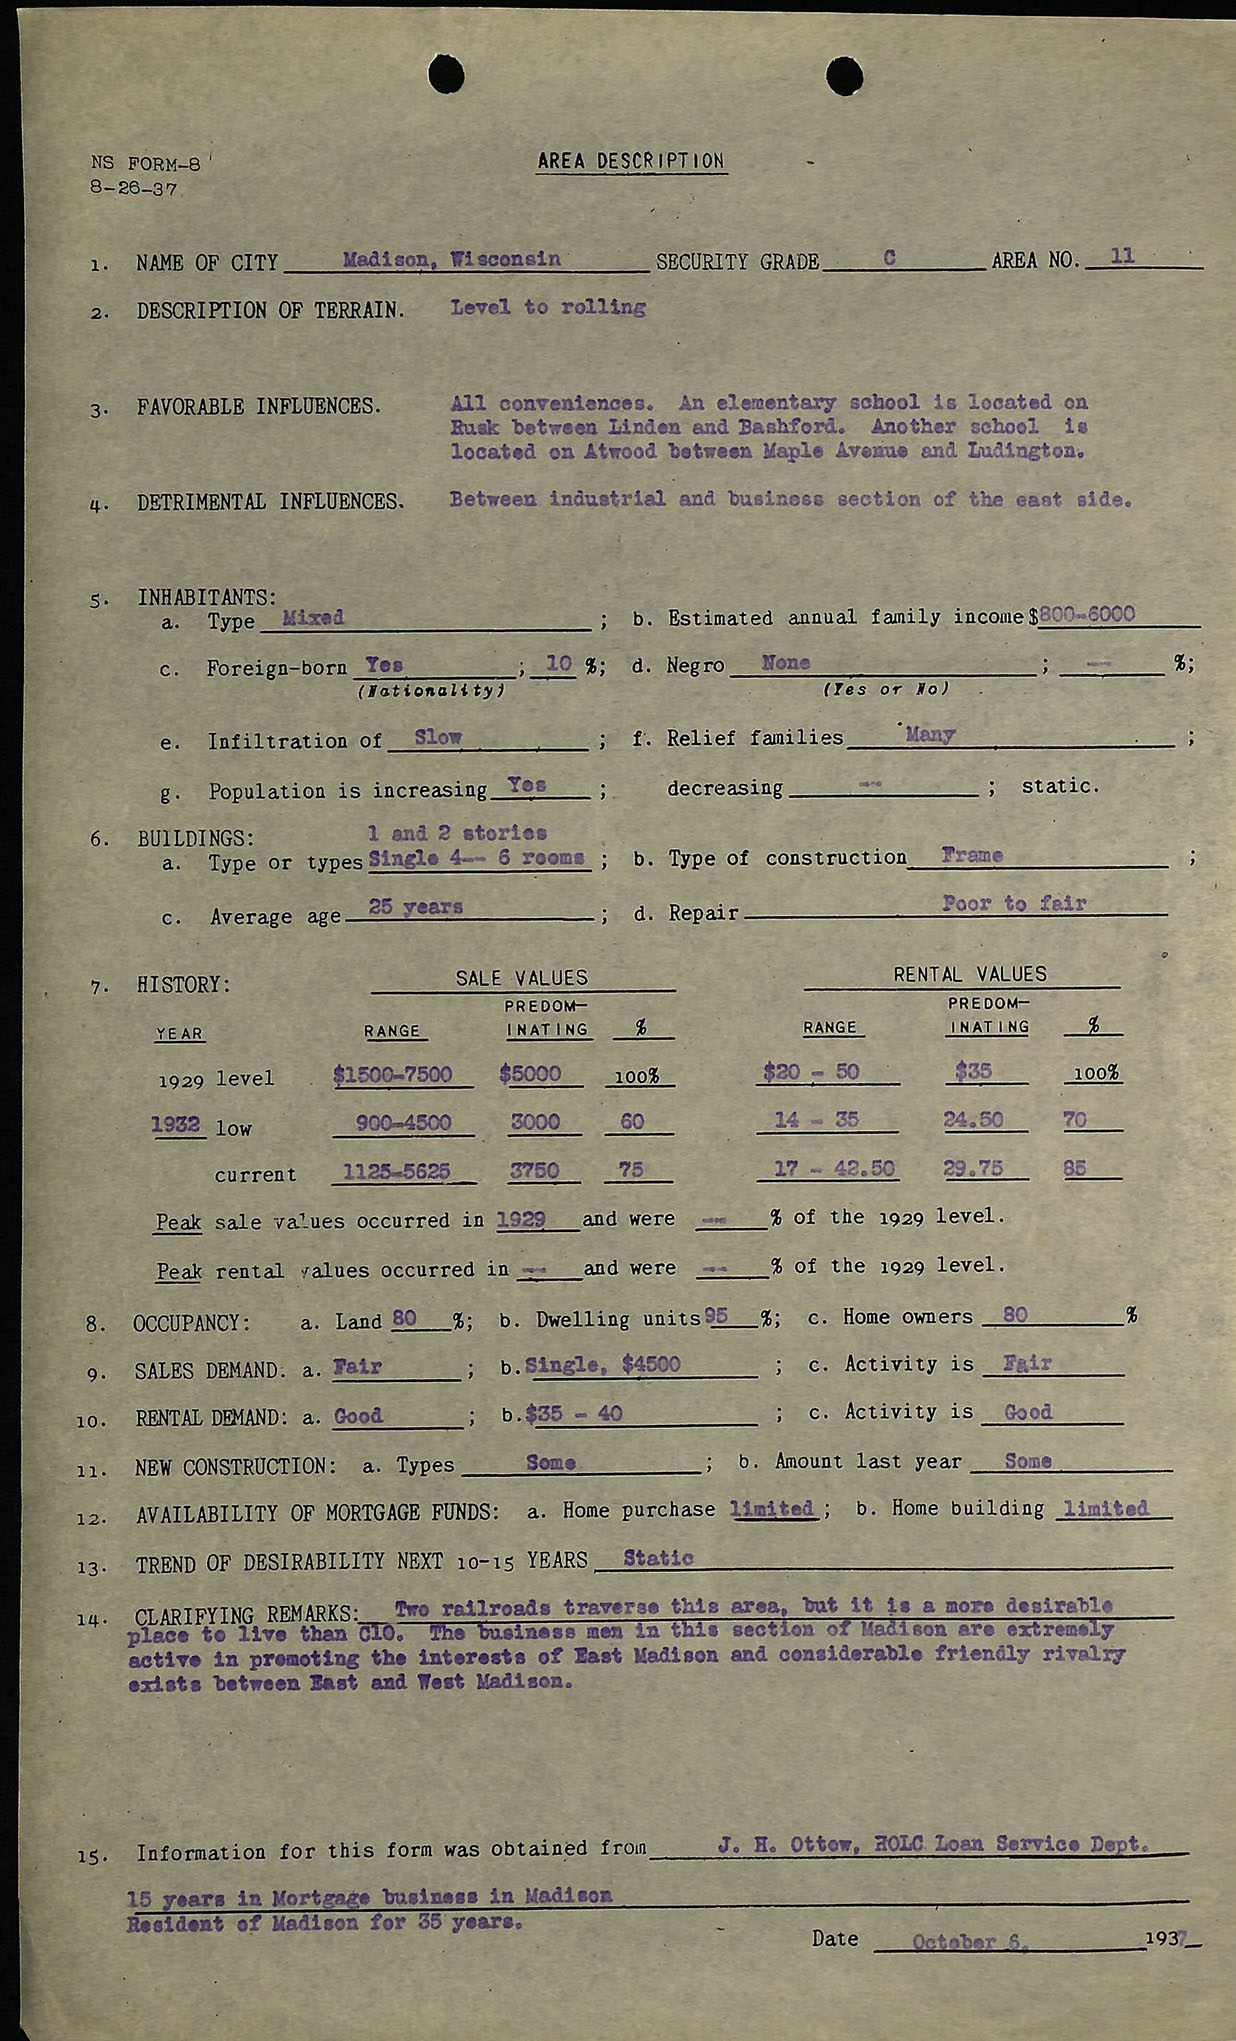 NS FORM-8
8-26-37
AREA DESCRIPTION
1. NAME OF CITY Madison, Wisconsin SECURITY GRADE C AREA NO. 11
2. DESCRIPTION OF TERRAIN. Level to rolling
3. FAVORABLE INFLUENCES. All conveniences. An elementary school is located on
Rusk between Linden and Bashford. Another school is
located on Atwood between Maple Avenue and Ludington.
4. DETRIMENTAL INFLUENCES. Between industrial and business section of the east side.
5. INHABITANTS:
a. Type Mixed ; b. Estimated annual family income $800-6000
c. Foreign-born Yes ; 10 %; d. Negro None ; -- %;
(Nationality) (Yes or No)
e. Infiltration of Slow ; f. Relief families Many ;
g. Population is increasing Yes ; decreasing -- ; static.
6. BUILDINGS: 1 and 2 stories
a. Type or types Single 4-- 6 rooms ; b. Type of construction Frame ;
c. Average age 25 years ; d. Repair Poor to fair
7. HISTORY: SALE VALUES RENTAL VALUES
PREDOM- PREDOM-
YEAR RANGE INATING % RANGE INATING %
1929 level $1500-7500 $5000 100% $20 - 50 $35 100%
1932 low 900-4500 3000 60 14 - 35 24.50 70
current 1125-5625 3750 75 17 - 42.50 29.75 85
Peak sale values occurred in 1929 and were -- % of the 1929 level.
Peak rental values occurred in -- and were -- % of the 1929 level.
8. OCCUPANCY: a. Land 80 %; b. Dwelling units 95 %; c. Home owners 80 %
9. SALES DEMAND: a. Fair ; b. Single, $4500 ; c. Activity is Fair
10. RENTAL DEMAND: a. Good ; b. $35 - 40 ; c. Activity is Good
11. NEW CONSTRUCTION: a. Types Some ; b. Amount last year Some
12. AVAILABILITY OF MORTGAGE FUNDS: a. Home purchase limited ; b. Home building limited
13. TREND OF DESIRABILITY NEXT 10-15 YEARS Static
14. CLARIFYING REMARKS: Two railroads traverse this area, but it is a more desirable
place to live than C10. The business men in this section of Madison are extremely
active in promoting the interests of East Madison and considerable friendly rivalry
exists between East and West Madison.
15. Information for this form was obtained from J. H. Ottow, HOLC Loan Service Dept.
15 years in Mortgage business in Madison
Resident of Madison for 35 years.
Date October 6, 1937